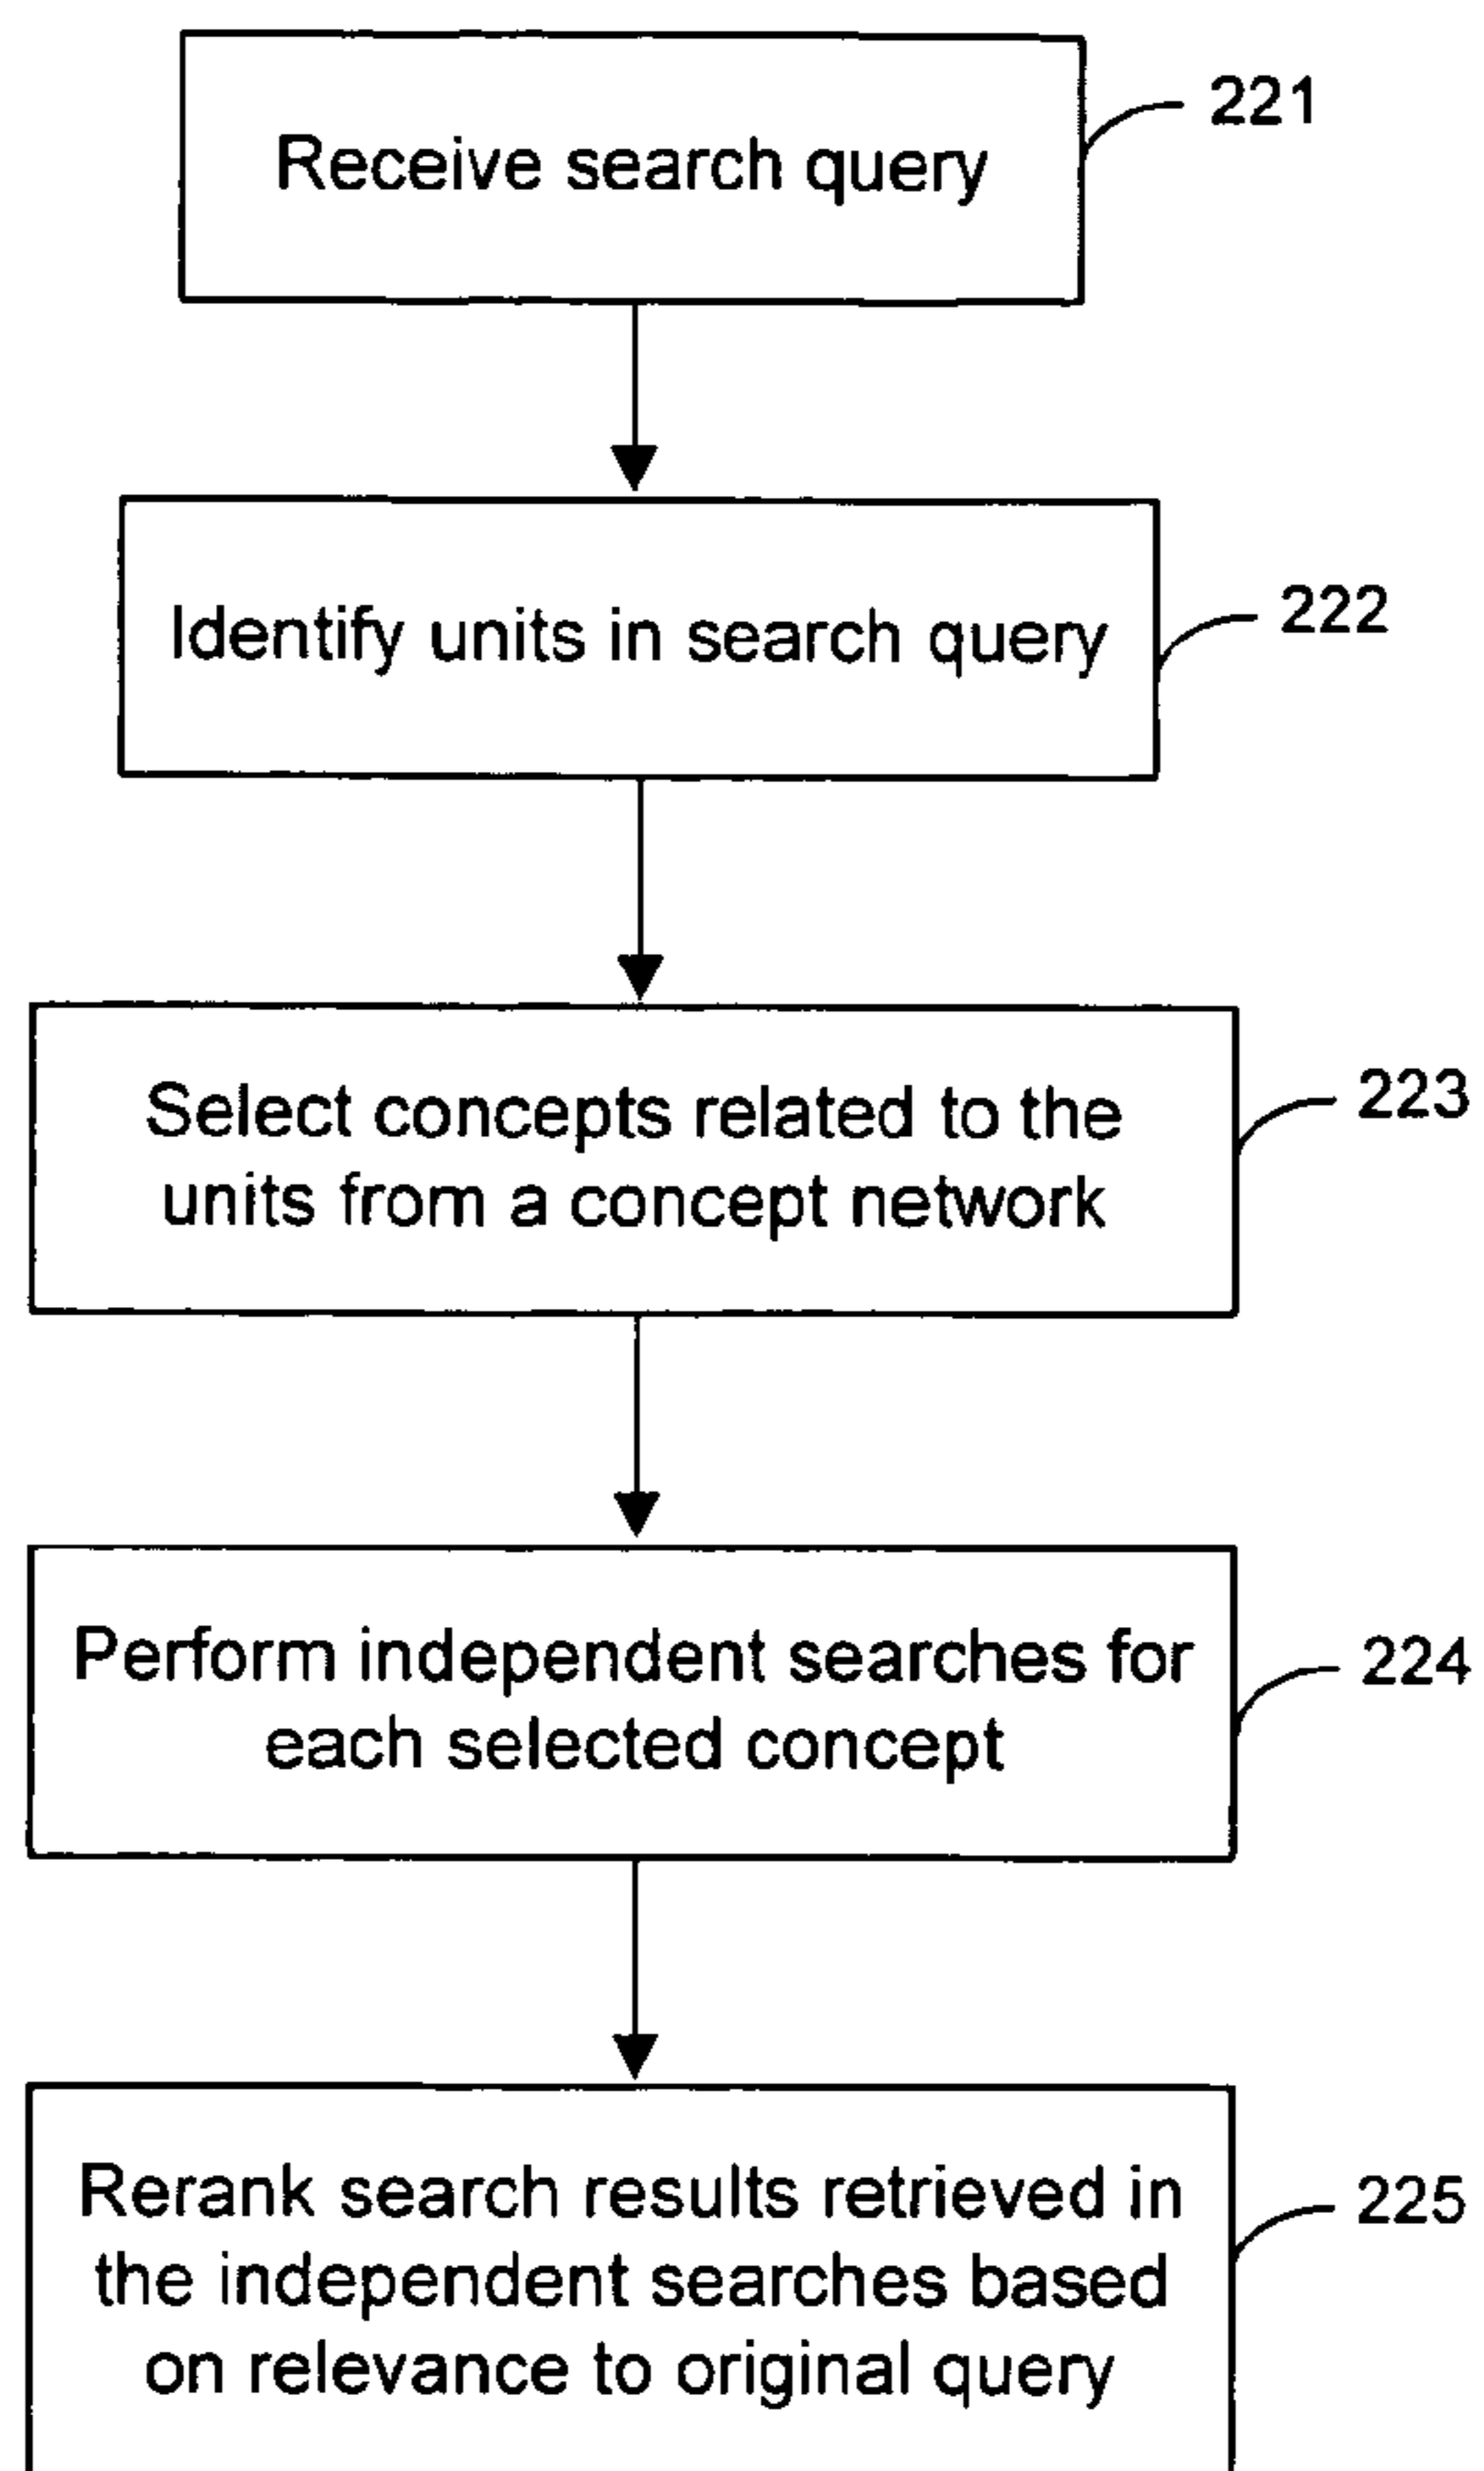 Receive search query
221
Identify units in search query
222
Select concepts related to the
units from a concept network
223
Perform independent searches for
each selected concept
224
Rerank search results retrieved in
the independent searches based
on relevance to original query
225